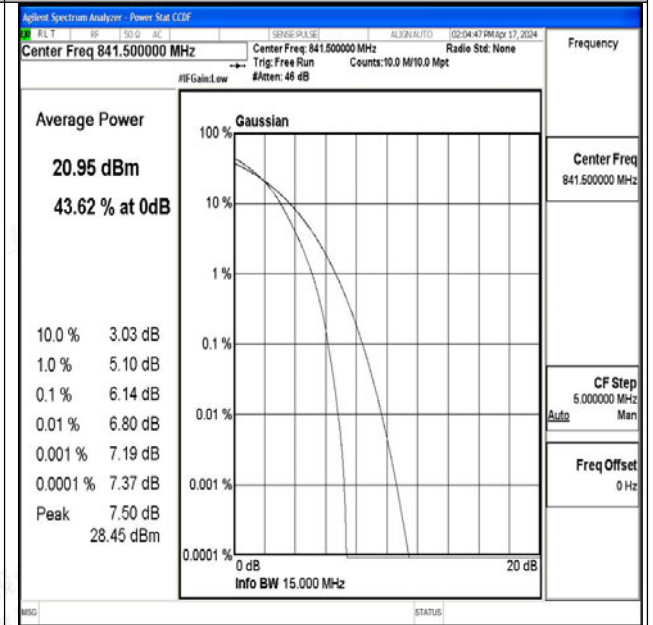 Agilent Spectrum Analyzer - Power Stat CCDF
RL T RF 50 Ω AC SENSE:PULSE ALIGN AUTO 02:04:47 PM Apr 17, 2024
Center Freq 841.500000 MHz
Center Freq: 841.500000 MHz Radio Std: None
Trig: Free Run Counts:10.0 M/10.0 Mpt
#IFGain:Low #Atten: 46 dB
Frequency
Average Power
20.95 dBm
43.62 % at 0dB
10.0 % 3.03 dB
1.0 % 5.10 dB
0.1 % 6.14 dB
0.01 % 6.80 dB
0.001 % 7.19 dB
0.0001 % 7.37 dB
Peak 7.50 dB
28.45 dBm
Gaussian
100 %
10 %
1 %
0.1 %
0.01 %
0.001 %
0.0001 %
0 dB 20 dB
Info BW 15.000 MHz
Center Freq
841.500000 MHz
CF Step
5.000000 MHz
Auto Man
Freq Offset
0 Hz
MSG STATUS